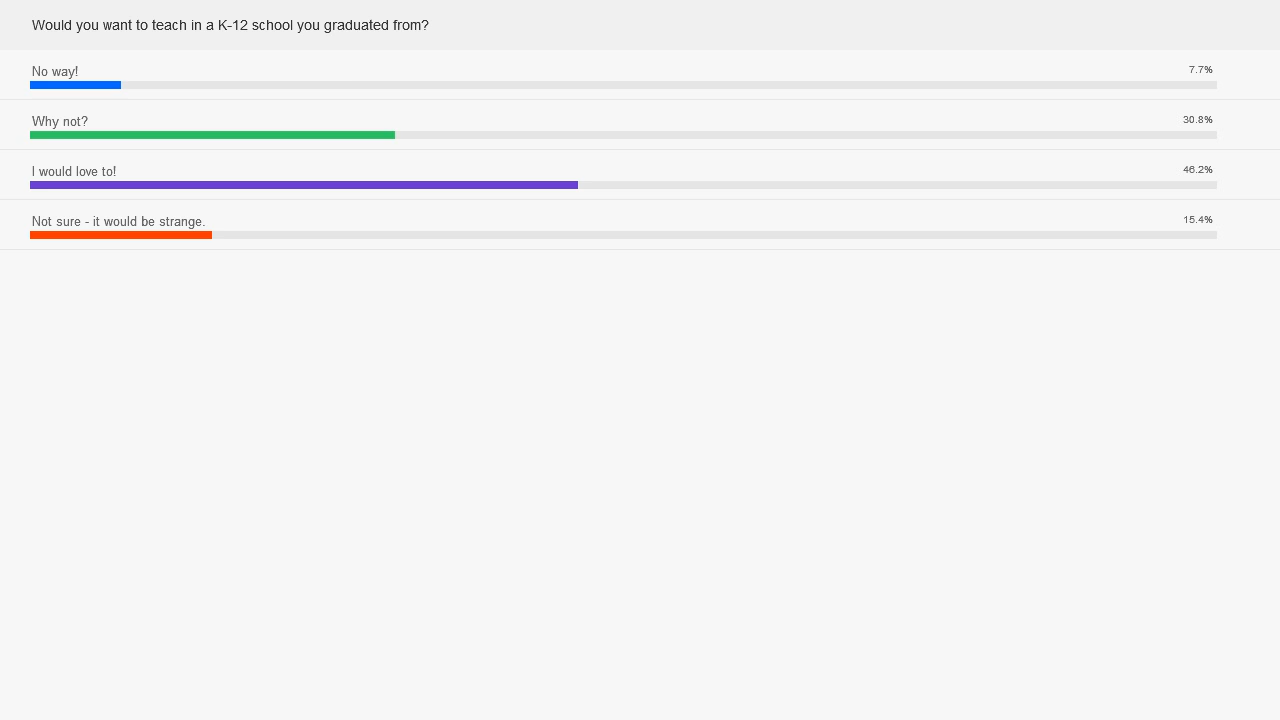 Would you want to teach in a K-12 school you graduated from?
No way!
7.7%
Why not?
30.8%
I would love to!
46.2%
Not sure - it would be strange.
15.4%